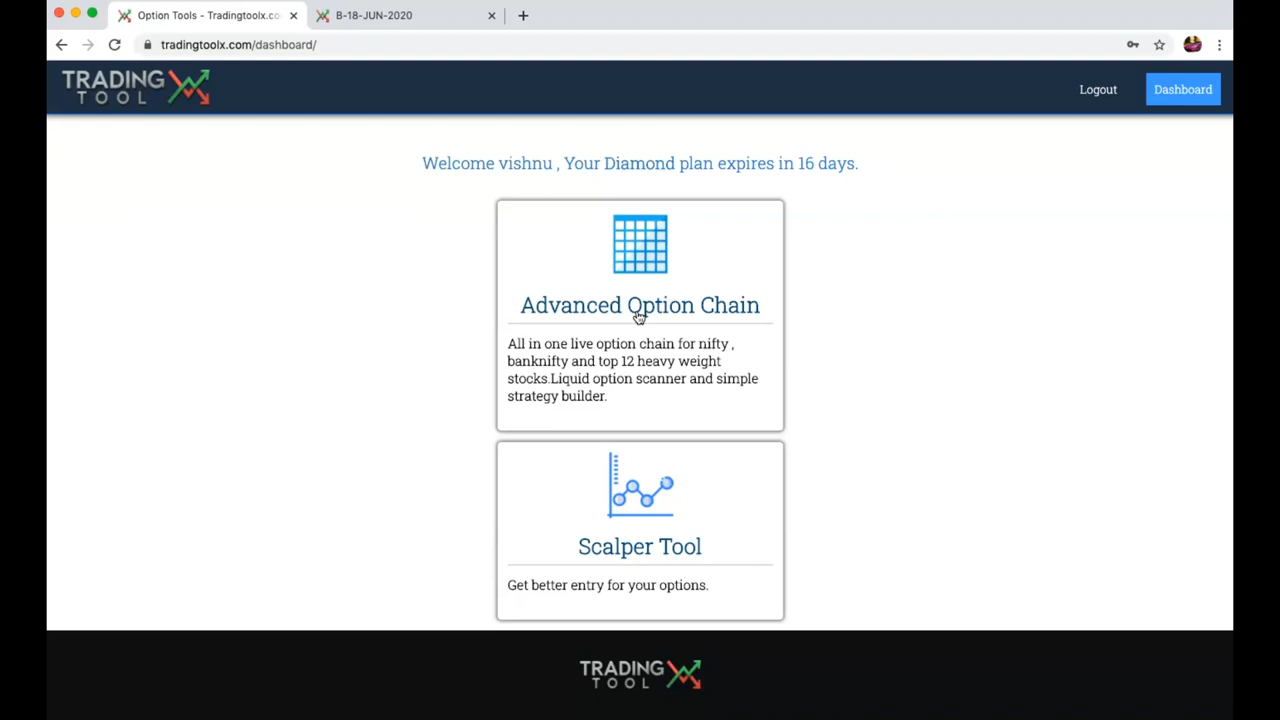 Option Tools - Tradingtoolx.co
B-18-JUN-2020
tradingtoolx.com/dashboard/
TRADING
TOOL
Logout
Dashboard
Welcome vishnu , Your Diamond plan expires in 16 days.
Advanced Option Chain
All in one live option chain for nifty ,
banknifty and top 12 heavy weight
stocks.Liquid option scanner and simple
strategy builder.
Scalper Tool
Get better entry for your options.
TRADING
TOOL